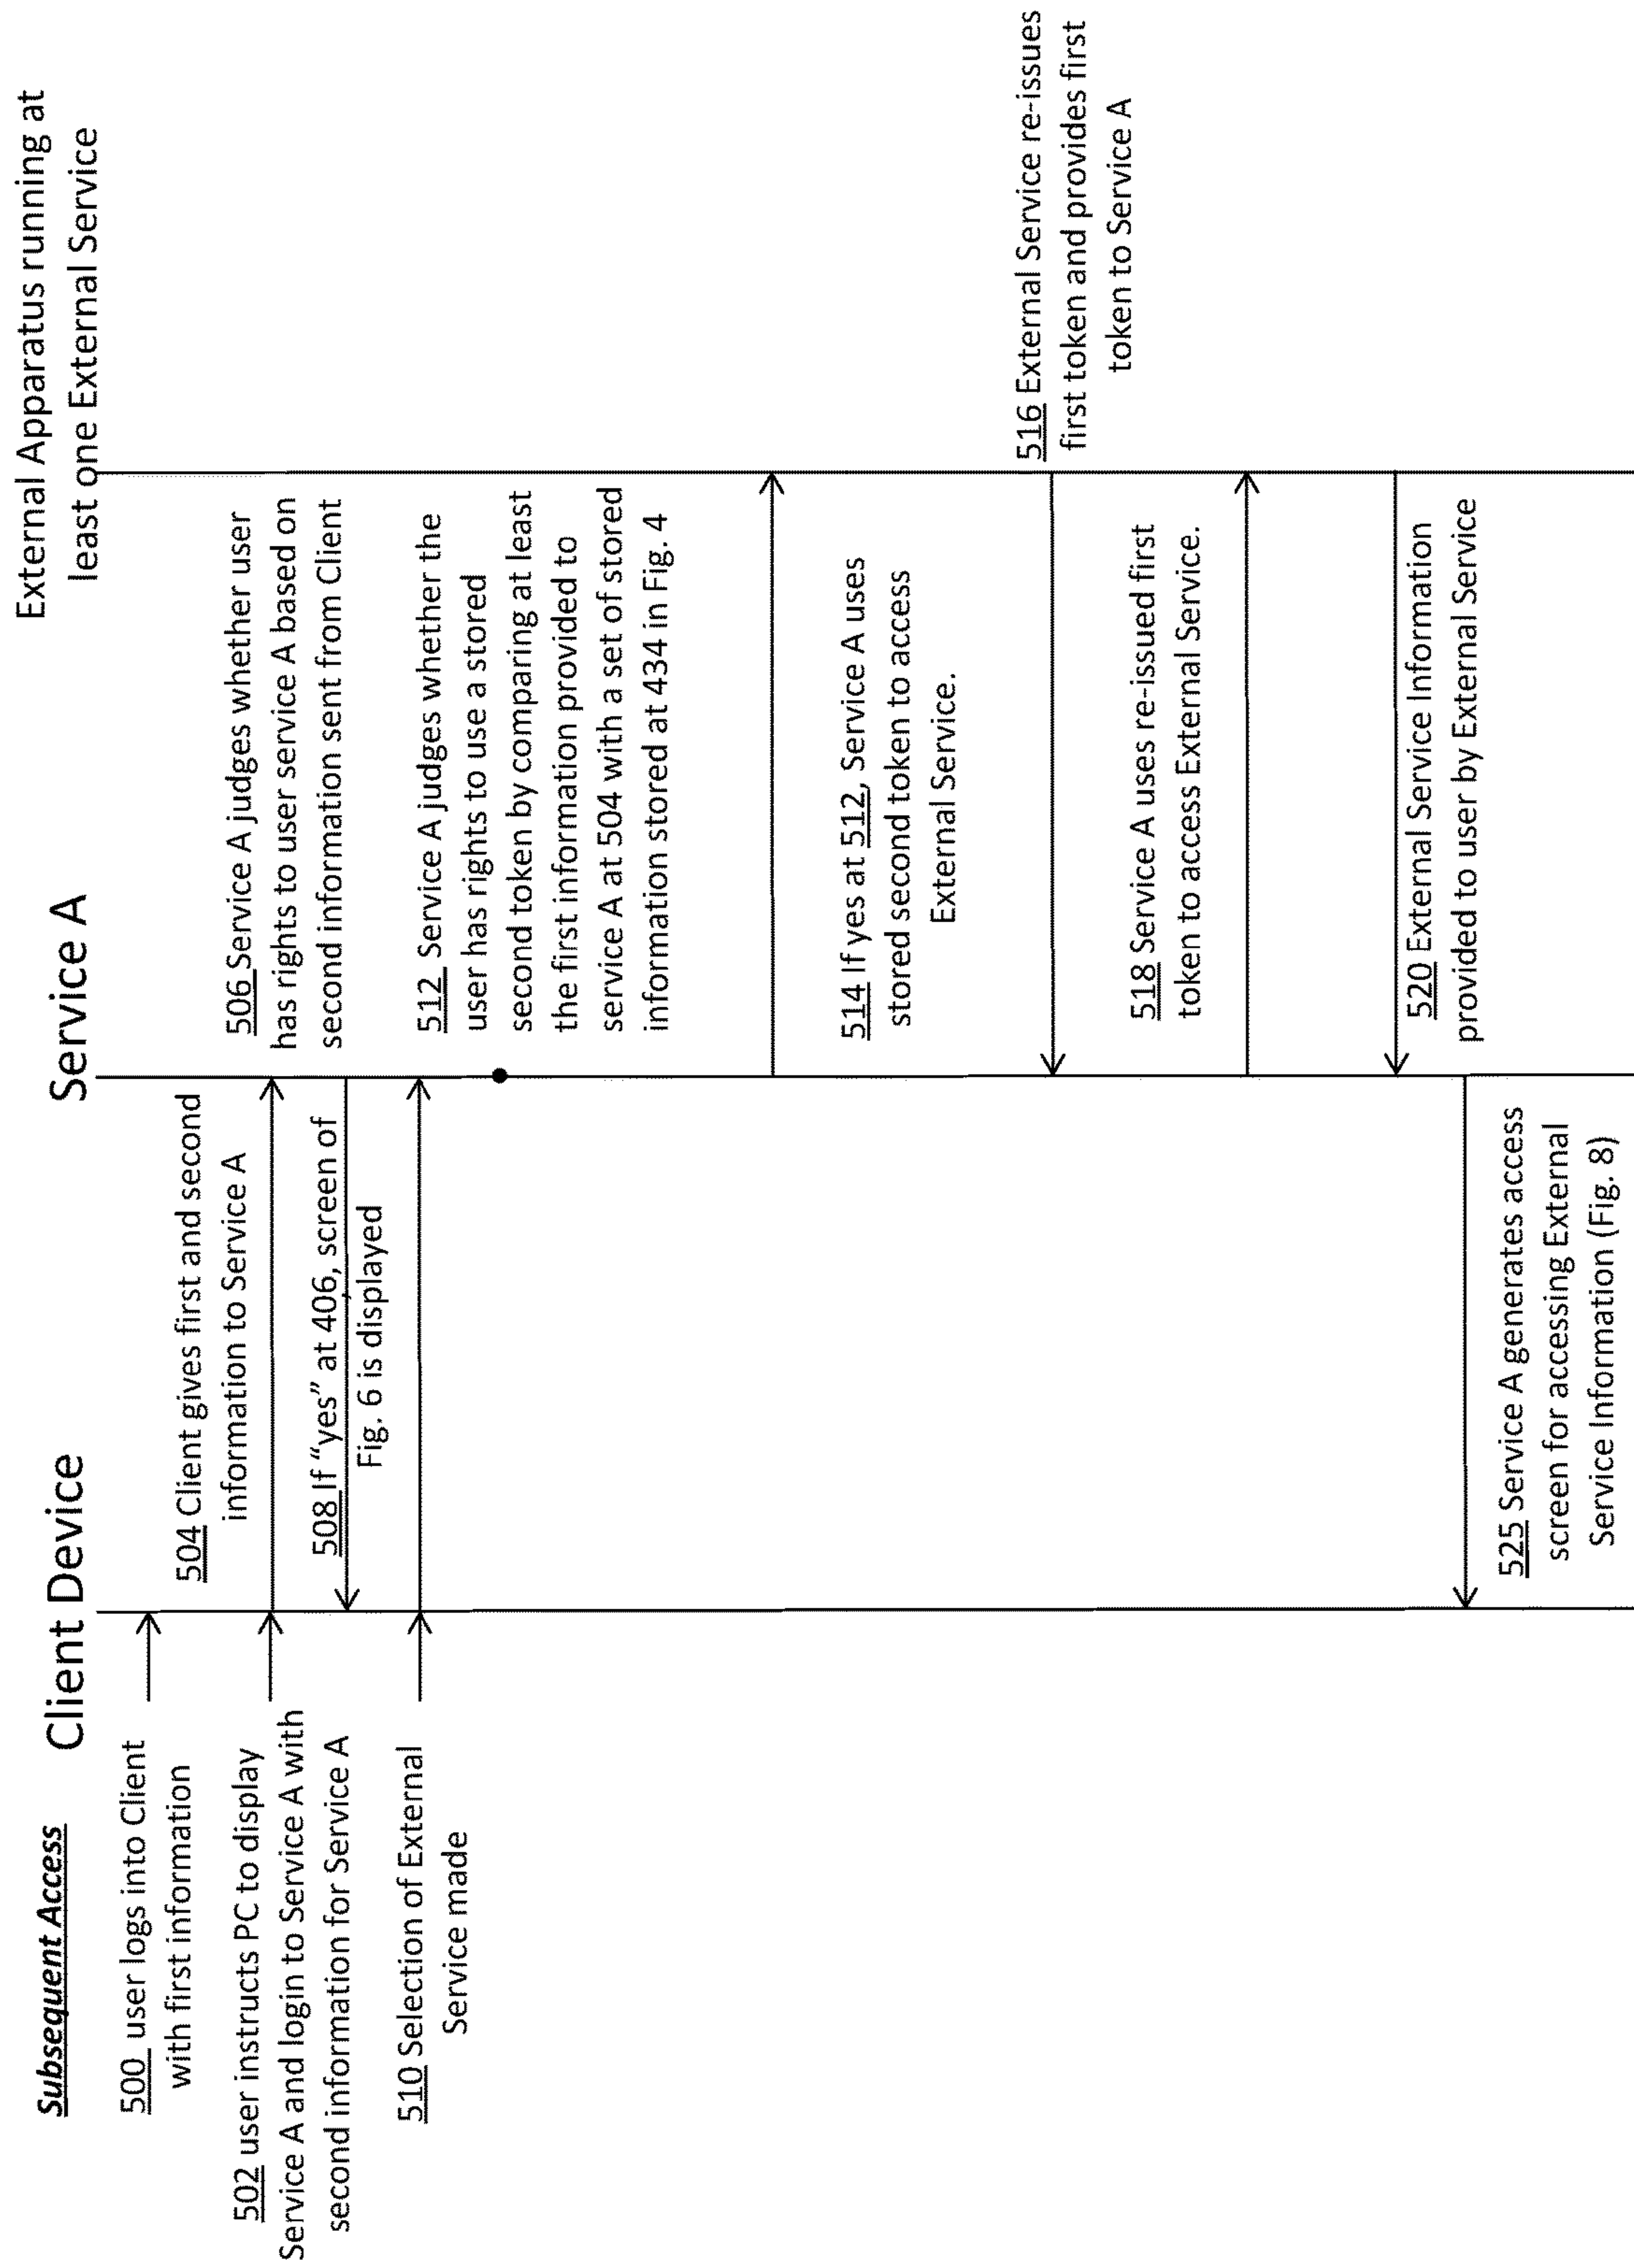 Subsequent Access
Client Device
Service A
External Apparatus running at
least one External Service
500 user logs into Client
with first information
502 user instructs PC to display
Service A and login to Service A with
second information for Service A
504 Client gives first and second
information to Service A
506 Service A judges whether user
has rights to user service A based on
second information sent from Client
508 If "yes" at 406, screen of
Fig. 6 is displayed
510 Selection of External
Service made
512 Service A judges whether the
user has rights to use a stored
second token by comparing at least
the first information provided to
service A at 504 with a set of stored
information stored at 434 in Fig. 4
514 If yes at 512, Service A uses
stored second token to access
External Service.
516 External Service re-issues
first token and provides first
token to Service A
518 Service A uses re-issued first
token to access External Service.
520 External Service Information
provided to user by External Service
525 Service A generates access
screen for accessing External
Service Information (Fig. 8)